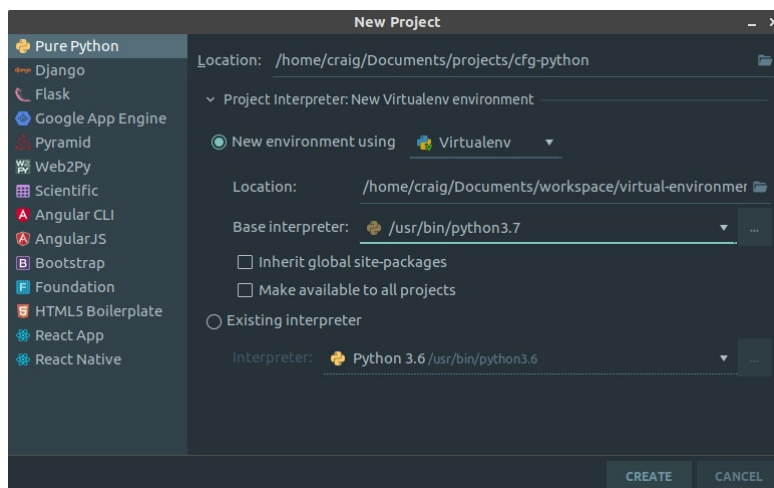 New Project
Pure Python
Django
Flask
Google App Engine
Pyramid
Web2Py
Scientific
Angular CLI
AngularJS
Bootstrap
Foundation
HTML5 Boilerplate
React App
React Native
Location: /home/craig/Documents/projects/cfg-python
Project Interpreter: New Virtualenv environment
New environment using Virtualenv
Location: /home/craig/Documents/workspace/virtual-environmer
Base interpreter: /usr/bin/python3.7 ...
Inherit global site-packages
Make available to all projects
Existing interpreter
Interpreter: Python 3.6 /usr/bin/python3.6 ...
CREATE CANCEL